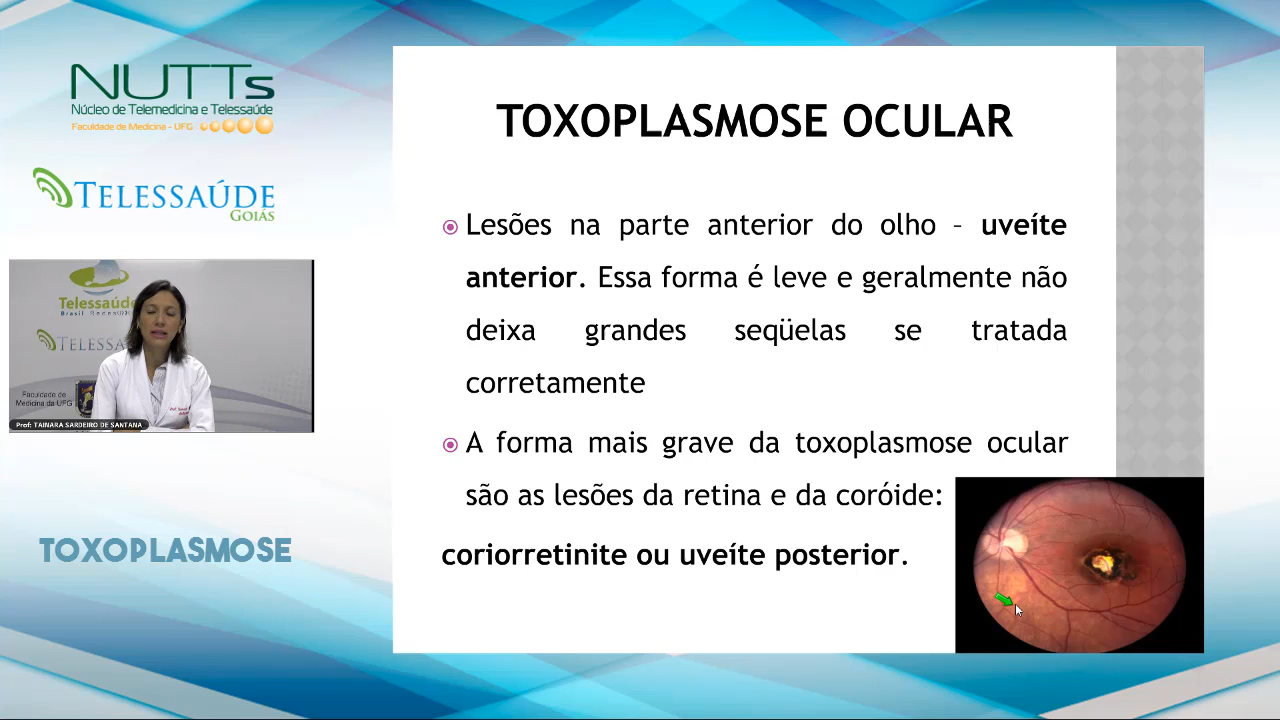 NUTTs
Núcleo de Telemedicina e Telessaúde
Faculdade de Medicina - UFG
TELESSAÚDE
GOIÁS
Telessaúde
Brasil Redes
TELESSA
Faculdade de
Medicina da UFG
Prof: TAINARA SARDEIRO DE SANTANA
TOXOPLASMOSE
TOXOPLASMOSE OCULAR
Lesões na parte anterior do olho – uveíte
anterior. Essa forma é leve e geralmente não
deixa grandes seqüelas se tratada
corretamente
A forma mais grave da toxoplasmose ocular
são as lesões da retina e da coróide:
coriorretinite ou uveíte posterior.